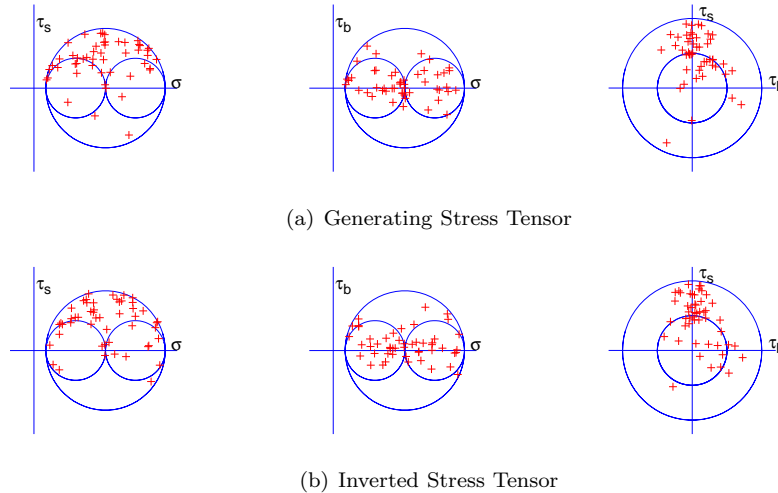 τs τb τs
σ σ τ
(a) Generating Stress Tensor
τs τb τs
σ σ τ
(b) Inverted Stress Tensor